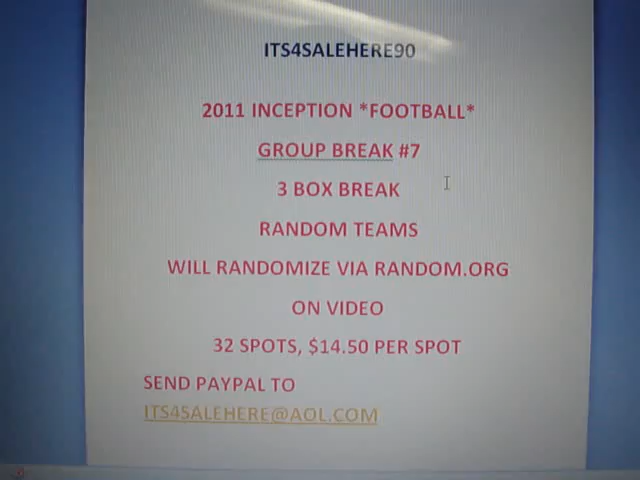 ITS4SALEHERE90
2011 INCEPTION *FOOTBALL*
GROUP BREAK #7
3 BOX BREAK
RANDOM TEAMS
WILL RANDOMIZE VIA RANDOM.ORG
ON VIDEO
32 SPOTS, $14.50 PER SPOT
SEND PAYPAL TO
ITS4SALEHERE@AOL.COM